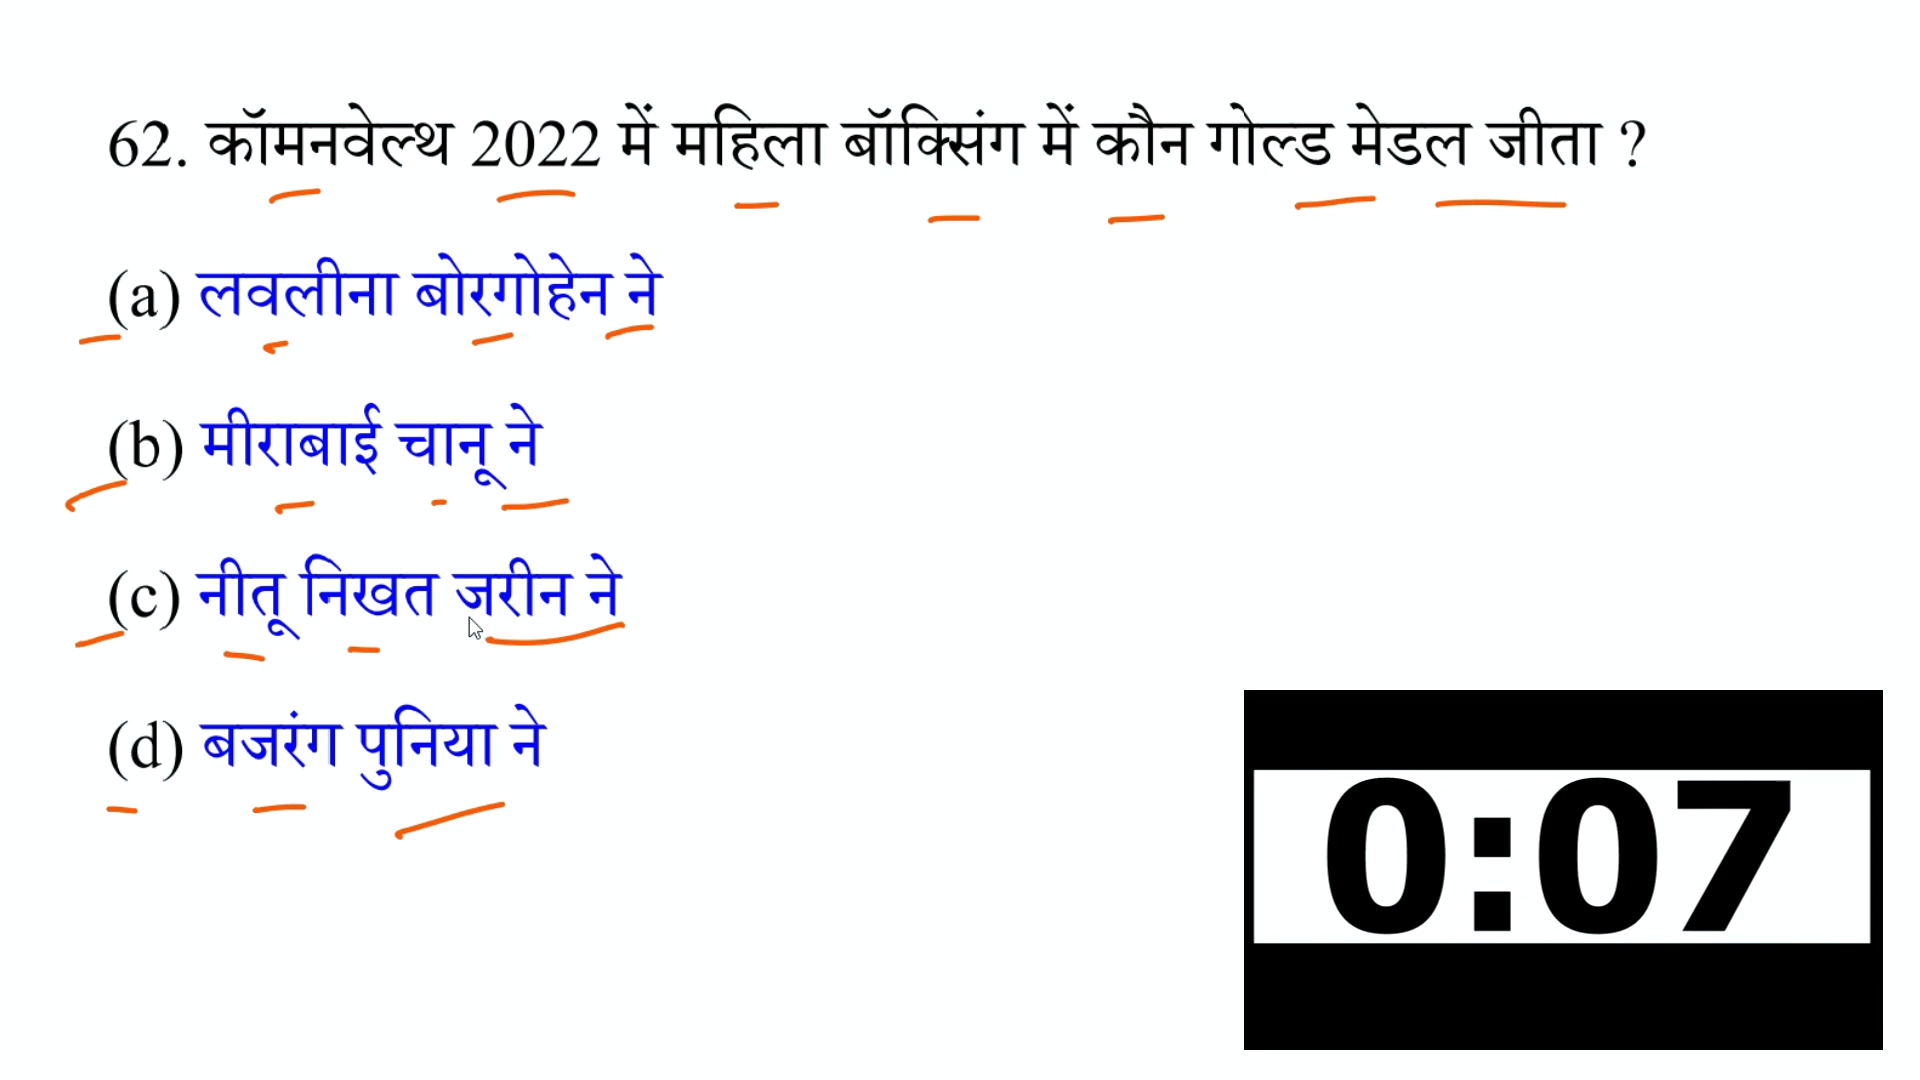 62. कॉमनवेल्थ 2022 में महिला बॉक्सिंग में कौन गोल्ड मेडल जीता ?
(a) लवलीना बोरगोहेन ने
(b) मीराबाई चानू ने
(c) नीतू निखत जरीन ने
(d) बजरंग पुनिया ने
0:07